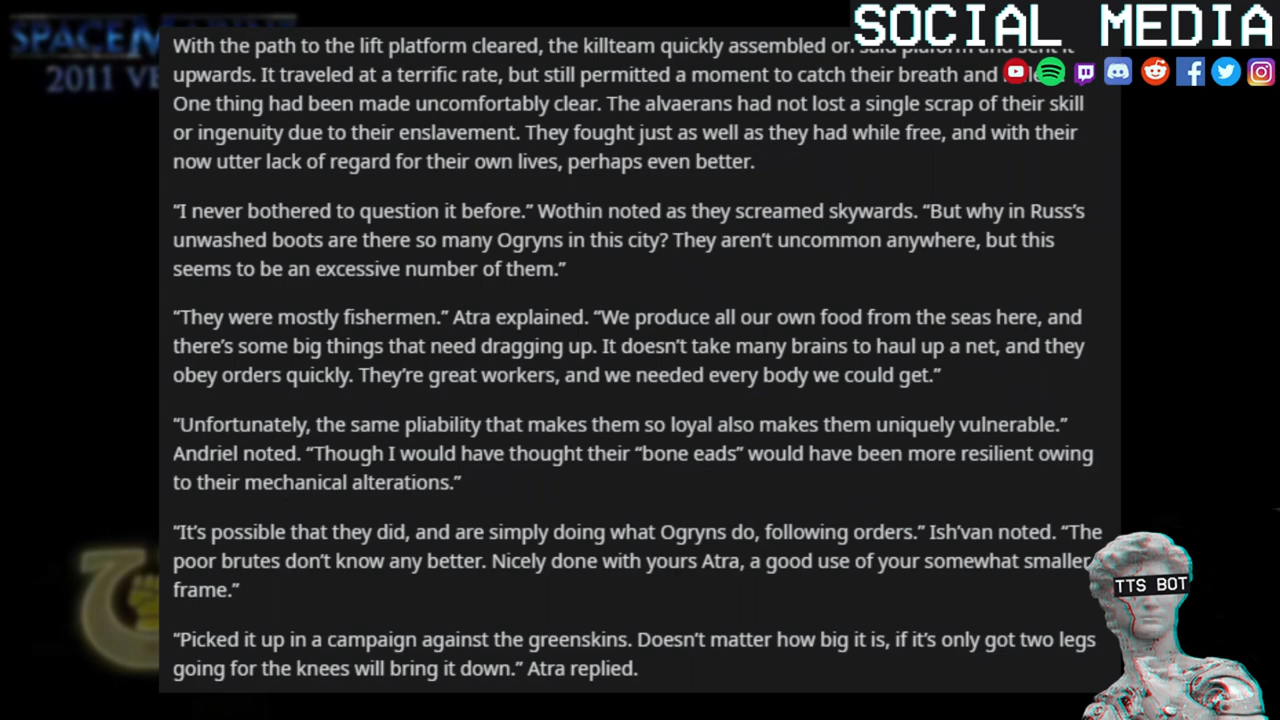 SOCIAL MEDIA
SPACE
2011 VE
With the path to the lift platform cleared, the killteam quickly assembled
upwards. It traveled at a terrific rate, but still permitted a moment to catch their breath and
One thing had been made uncomfortably clear. The alvaerans had not lost a single scrap of their skill
or ingenuity due to their enslavement. They fought just as well as they had while free, and with their
now utter lack of regard for their own lives, perhaps even better.
“I never bothered to question it before.” Wothin noted as they screamed skywards. “But why in Russ’s
unwashed boots are there so many Ogryns in this city? They aren’t uncommon anywhere, but this
seems to be an excessive number of them.”
“They were mostly fishermen.” Atra explained. “We produce all our own food from the seas here, and
there’s some big things that need dragging up. It doesn’t take many brains to haul up a net, and they
obey orders quickly. They’re great workers, and we needed every body we could get.”
“Unfortunately, the same pliability that makes them so loyal also makes them uniquely vulnerable.”
Andriel noted. “Though I would have thought their “bone eads” would have been more resilient owing
to their mechanical alterations.”
“It’s possible that they did, and are simply doing what Ogryns do, following orders.” Ish’van noted. “The
poor brutes don’t know any better. Nicely done with yours Atra, a good use of your somewhat smaller
frame.”
“Picked it up in a campaign against the greenskins. Doesn’t matter how big it is, if it’s only got two legs
going for the knees will bring it down.” Atra replied.
TTS BOT